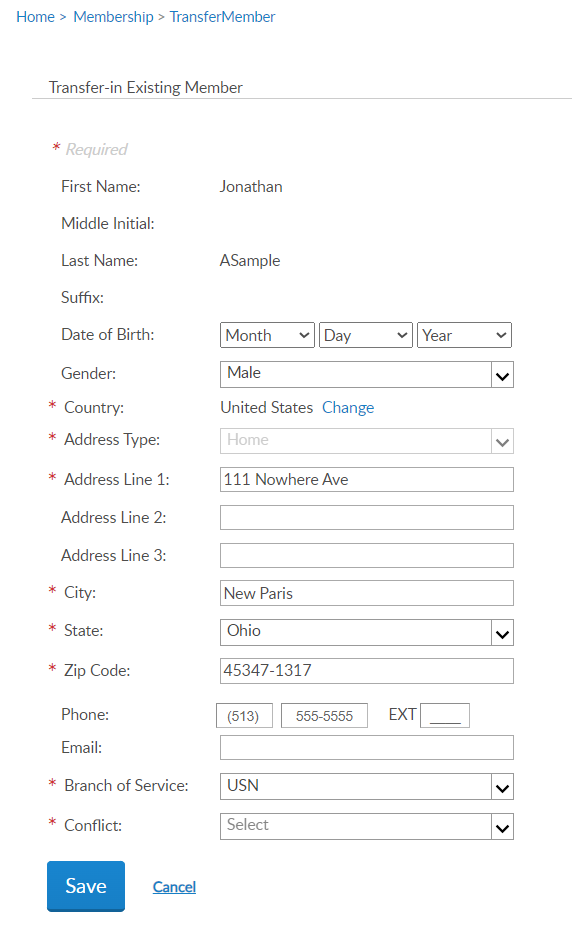 Home > Membership > TransferMember
Transfer-in Existing Member
* Required
First Name: Jonathan
Middle Initial:
Last Name: ASample
Suffix:
Date of Birth: Month Day Year
Gender: Male
* Country: United States Change
* Address Type: Home
* Address Line 1: 111 Nowhere Ave
Address Line 2:
Address Line 3:
* City: New Paris
* State: Ohio
* Zip Code: 45347-1317
Phone: (513) 555-5555 EXT _____
Email:
* Branch of Service: USN
* Conflict: Select
Save Cancel